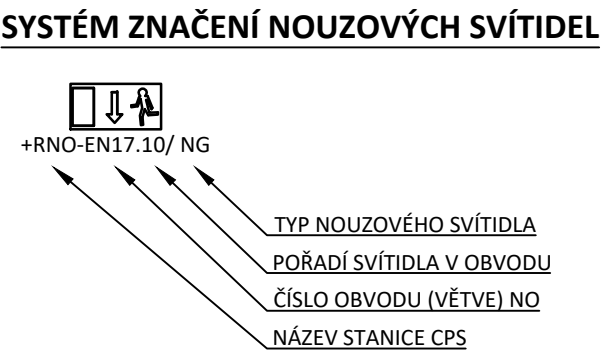 SYSTÉM ZNAČENÍ NOUZOVÝCH SVÍTIDEL
+RNO-EN17.10/ NG
TYP NOUZOVÉHO SVÍTIDLA
POŘADÍ SVÍTIDLA V OBVODU
ČÍSLO OBVODU (VĚTVE) NO
NÁZEV STANICE CPS